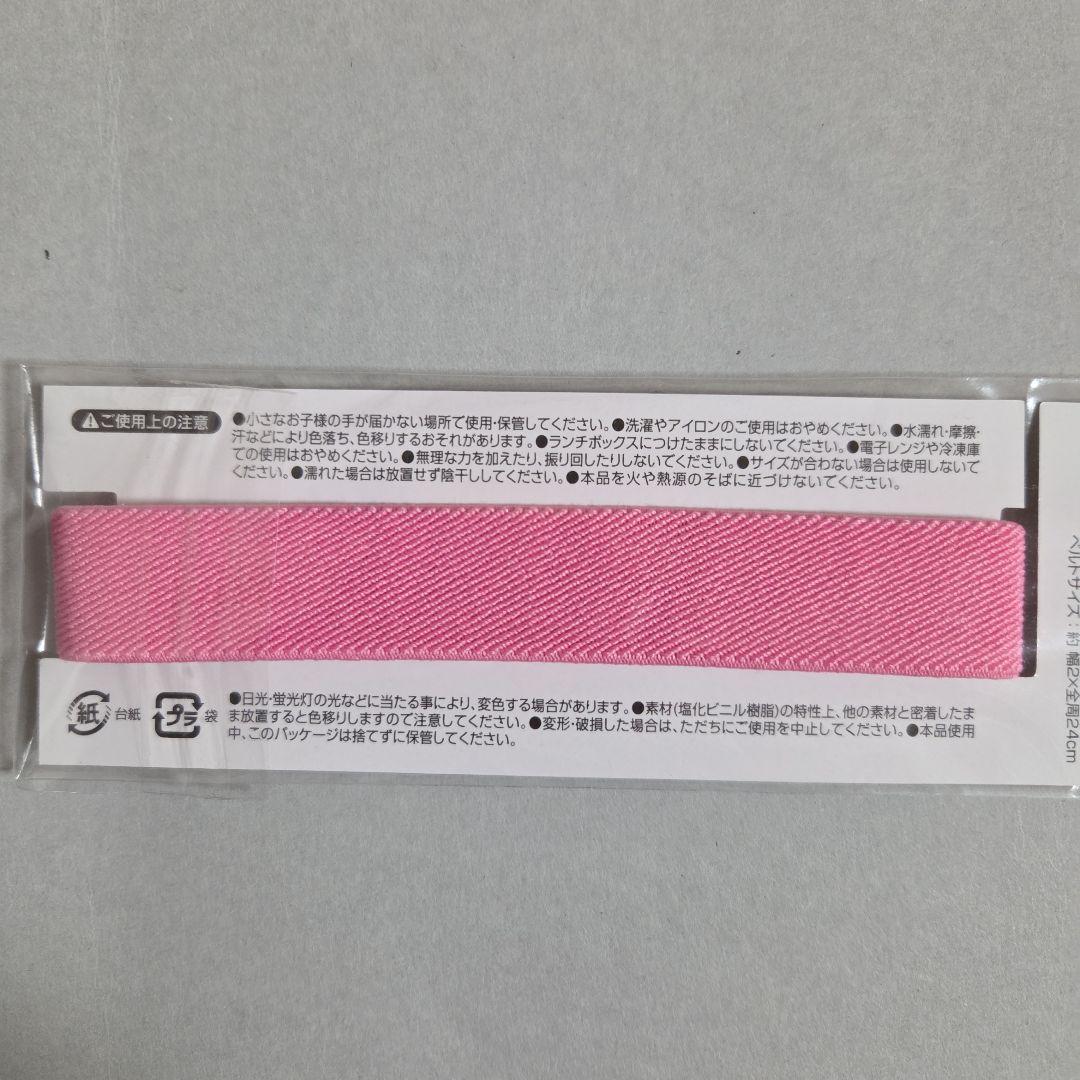 ご使用上の注意
●小さなお子様の手が届かない場所で使用・保管してください。●洗濯やアイロンのご使用はおやめください。●水濡れ・摩擦・
汗などにより色落ち、色移りするおそれがあります。●ランチボックスにつけたままにしないでください。●電子レンジや冷凍庫
での使用はおやめください。●無理な力を加えたり、振り回したりしないでください。●サイズが合わない場合は使用しないで
ください。●濡れた場合は放置せず陰干ししてください。●本品を火や熱源のそばに近づけないでください。
紙 台紙 プラ 袋
●日光・蛍光灯の光などに当たる事により、変色する場合があります。●素材(塩化ビニル樹脂)の特性上、他の素材と密着したま
ま放置すると色移りしますので注意してください。●変形・破損した場合は、ただちにご使用を中止してください。●本品使用
中、このパッケージは捨てずに保管してください。
ベルトサイズ:約 幅2×全周24cm